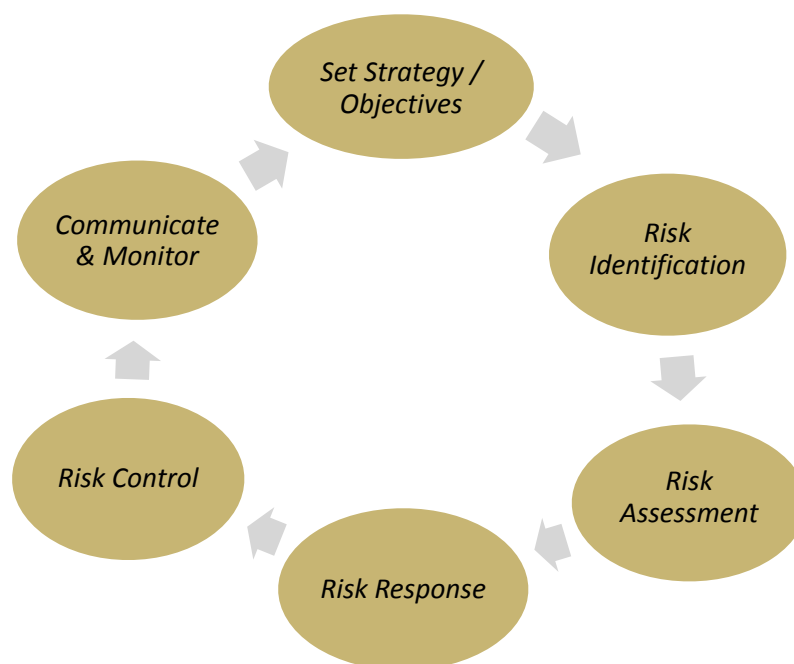 Set Strategy /
Objectives
Risk
Identification
Risk
Assessment
Risk Response
Risk Control
Communicate
& Monitor